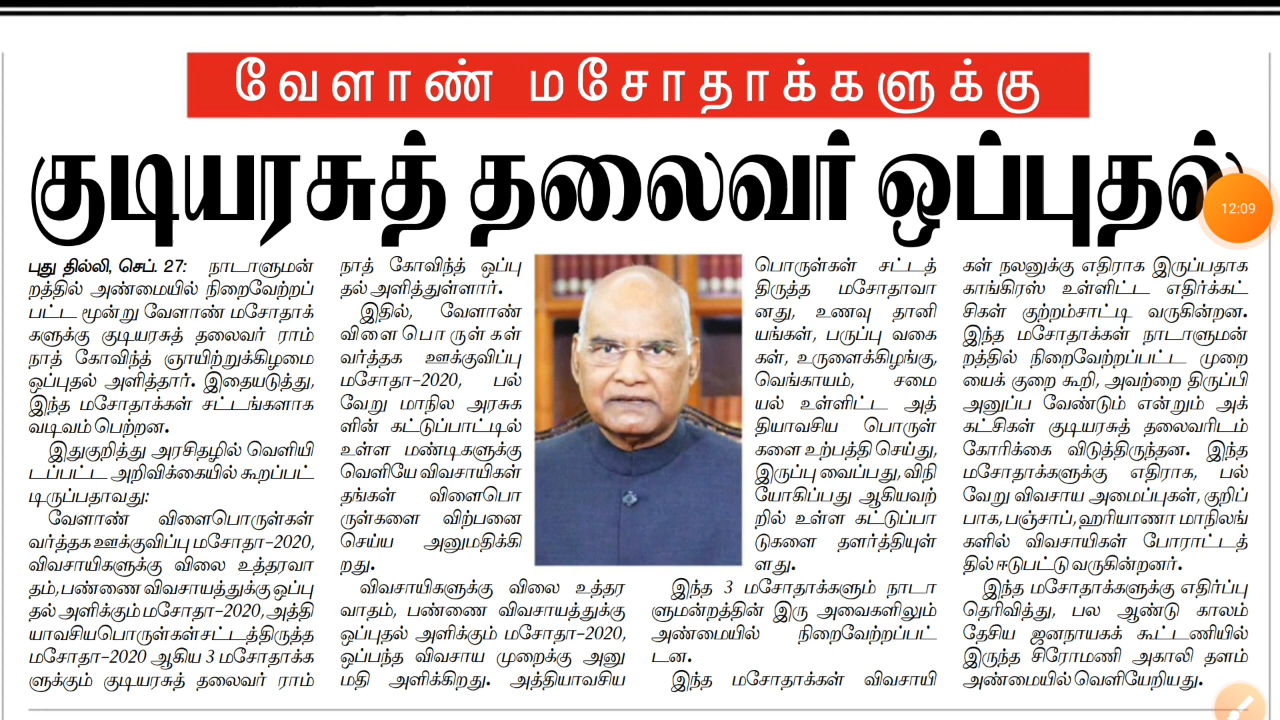 வேளாண் மசோதாக்களுக்கு
குடியரசுத் தலைவர் ஒப்புதல்
12:09
புது தில்லி, செப். 27: நாடாளுமன்
றத்தில் அண்மையில் நிறைவேற்றப்
பட்ட மூன்று வேளாண் மசோதாக்
களுக்கு குடியரசுத் தலைவர் ராம்
நாத் கோவிந்த் ஞாயிற்றுக்கிழமை
ஒப்புதல் அளித்தார். இதையடுத்து,
இந்த மசோதாக்கள் சட்டங்களாக
வடிவம் பெற்றன.
இதுகுறித்து அரசிதழில் வெளியி
டப்பட்ட அறிவிக்கையில் கூறப்பட்
டிருப்பதாவது:
வேளாண் விளைபொருள்கள்
வர்த்தக ஊக்குவிப்பு மசோதா-2020,
விவசாயிகளுக்கு விலை உத்தரவா
தம், பண்ணை விவசாயத்துக்கு ஒப்பு
தல் அளிக்கும் மசோதா-2020, அத்தி
யாவசிய பொருள்கள் சட்டத்திருத்த
மசோதா-2020 ஆகிய 3 மசோதாக்க
ளுக்கும் குடியரசுத் தலைவர் ராம்
நாத் கோவிந்த் ஒப்பு
தல் அளித்துள்ளார்.
இதில், வேளாண்
விளை பொருள் கள்
வர்த்தக ஊக்குவிப்பு
மசோதா-2020, பல்
வேறு மாநில அரசுக
ளின் கட்டுப்பாட்டில்
உள்ள மண்டிகளுக்கு
வெளியே விவசாயிகள்
தங்கள் விளைபொ
ருள்களை விற்பனை
செய்ய அனுமதிக்கி
றது.
விவசாயிகளுக்கு விலை உத்தர
வாதம், பண்ணை விவசாயத்துக்கு
ஒப்புதல் அளிக்கும் மசோதா-2020,
ஒப்பந்த விவசாய முறைக்கு அனு
மதி அளிக்கிறது. அத்தியாவசிய
பொருள்கள் சட்டத்
திருத்த மசோதாவா
னது, உணவு தானி
யங்கள், பருப்பு வகை
கள், உருளைக்கிழங்கு,
வெங்காயம், சமை
யல் உள்ளிட்ட அத்
தியாவசிய பொருள்
களை உற்பத்தி செய்து,
இருப்பு வைப்பது, விநி
யோகிப்பது ஆகியவற்
றில் உள்ள கட்டுப்பா
டுகளை தளர்த்தியுள்
ளது.
இந்த 3 மசோதாக்களும் நாடா
ளுமன்றத்தின் இரு அவைகளிலும்
அண்மையில் நிறைவேற்றப்பட்
டன.
இந்த மசோதாக்கள் விவசாயி
கள் நலனுக்கு எதிராக இருப்பதாக
காங்கிரஸ் உள்ளிட்ட எதிர்க்கட்
சிகள் குற்றம்சாட்டி வருகின்றன.
இந்த மசோதாக்கள் நாடாளுமன்
றத்தில் நிறைவேற்றப்பட்ட முறை
யைக் குறை கூறி, அவற்றை திருப்பி
அனுப்ப வேண்டும் என்றும் அக்
கட்சிகள் குடியரசுத் தலைவரிடம்
கோரிக்கை விடுத்திருந்தன. இந்த
மசோதாக்களுக்கு எதிராக, பல்
வேறு விவசாய அமைப்புகள், குறிப்
பாக, பஞ்சாப், ஹரியாணா மாநிலங்
களில் விவசாயிகள் போராட்டத்
தில் ஈடுபட்டு வருகின்றனர்.
இந்த மசோதாக்களுக்கு எதிர்ப்பு
தெரிவித்து, பல ஆண்டு காலம்
தேசிய ஜனநாயகக் கூட்டணியில்
இருந்த சிரோமணி அகாலி தளம்
அண்மையில் வெளியேறியது.